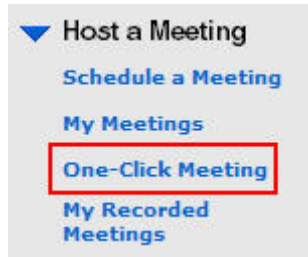 Host a Meeting
Schedule a Meeting
My Meetings
One-Click Meeting
My Recorded
Meetings